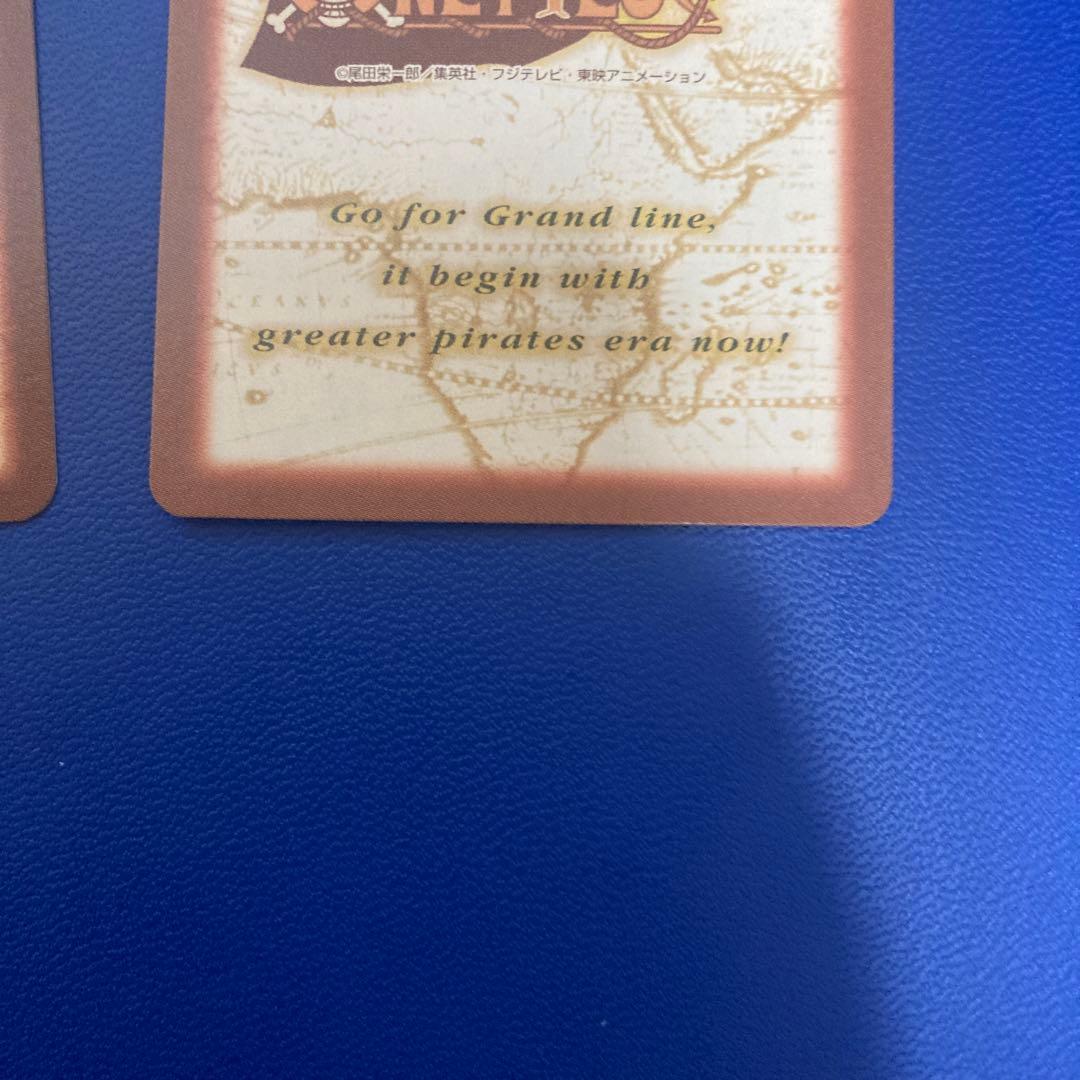 ©尾田栄一郎／集英社・フジテレビ・東映アニメーション
Go for Grand line,
it begin with
greater pirates era now!